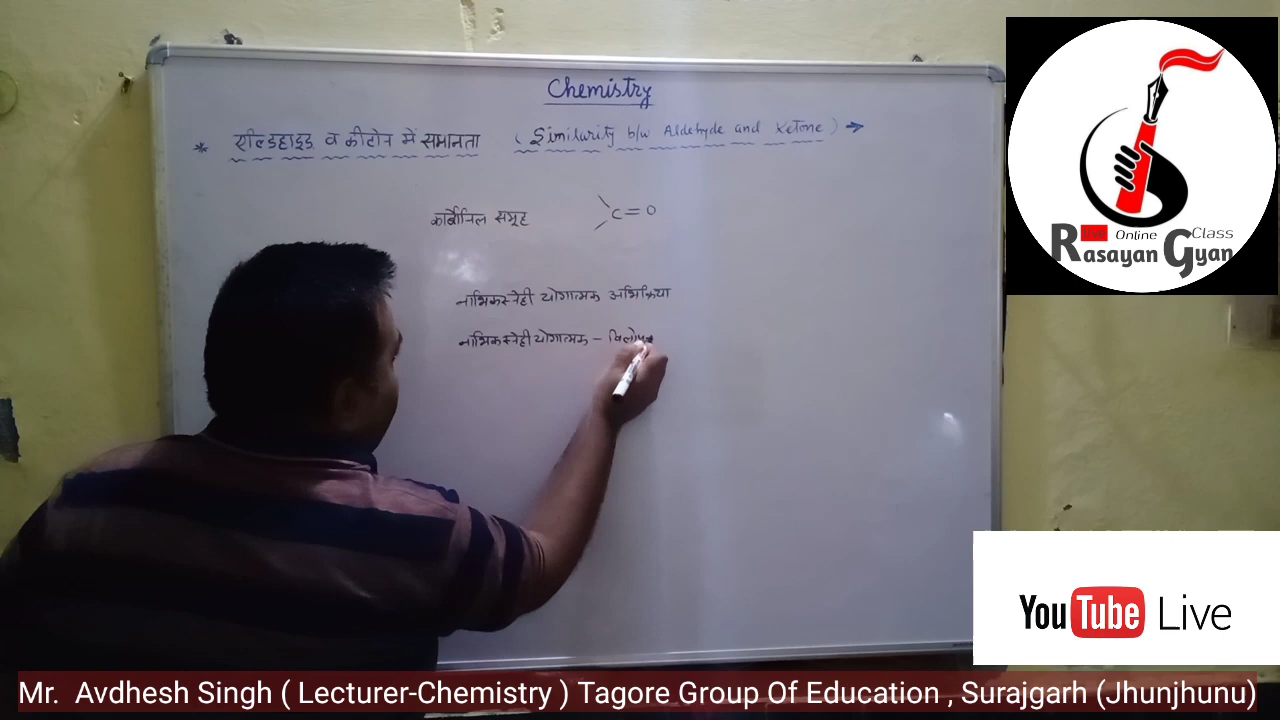 Chemistry
* एल्डिहाइड व कीटोन में समानता ( Similarity b/w Aldehyde and Ketone ) →
कार्बोनिल समूह >C=O
नाभिकस्नेही योगात्मक अभिक्रिया
नाभिकस्नेही योगात्मक – विलोप
Live Online Class
Rasayan Gyan
YouTube Live
Mr. Avdhesh Singh ( Lecturer-Chemistry ) Tagore Group Of Education , Surajgarh (Jhunjhunu)